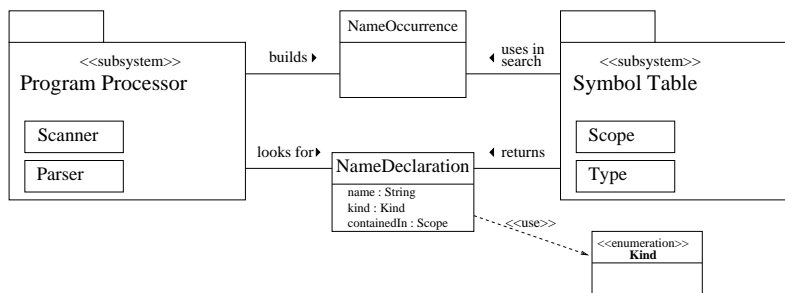 NameOccurrence
<<subsystem>>
Program Processor
Scanner
Parser
builds
uses in
search
<<subsystem>>
Symbol Table
Scope
Type
looks for
returns
NameDeclaration
name : String
kind : Kind
containedIn : Scope
<<use>>
<<enumeration>>
Kind